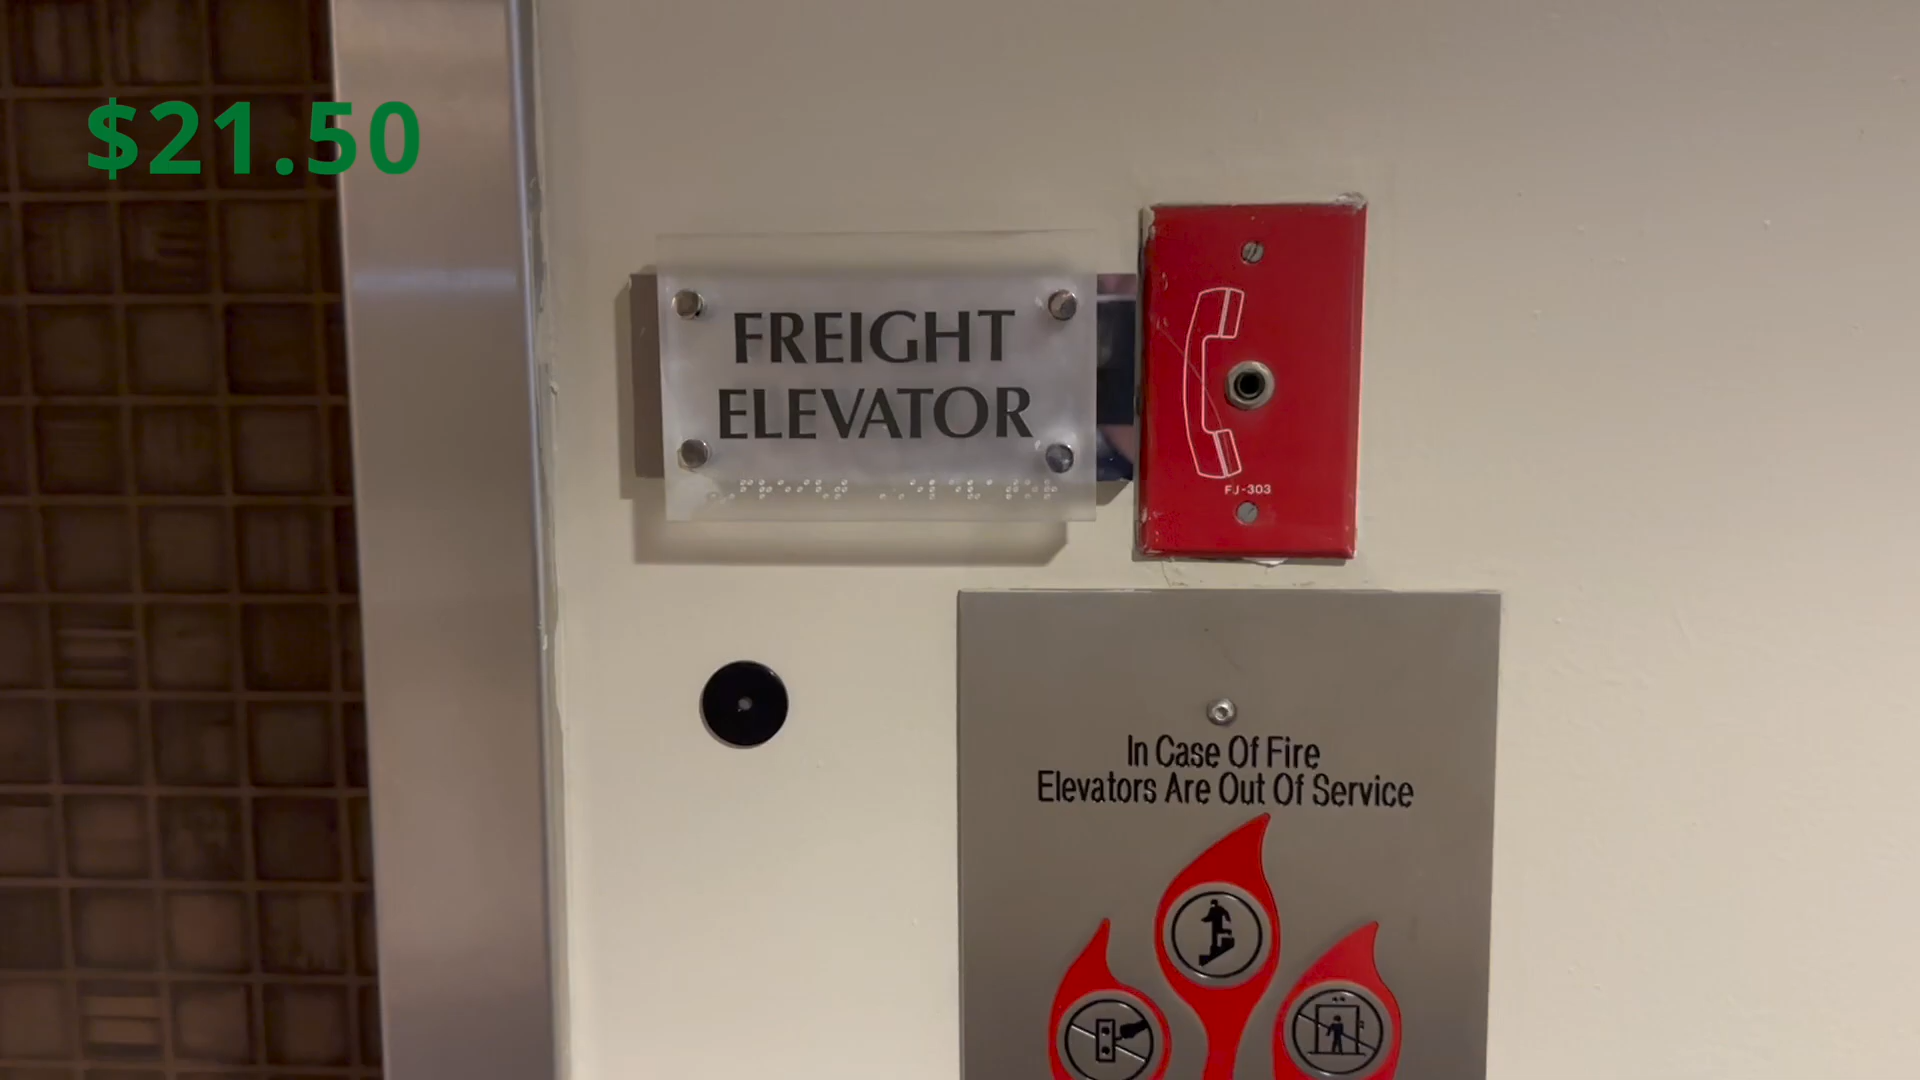 $21.50
FREIGHT
ELEVATOR
FJ-303
In Case Of Fire
Elevators Are Out Of Service